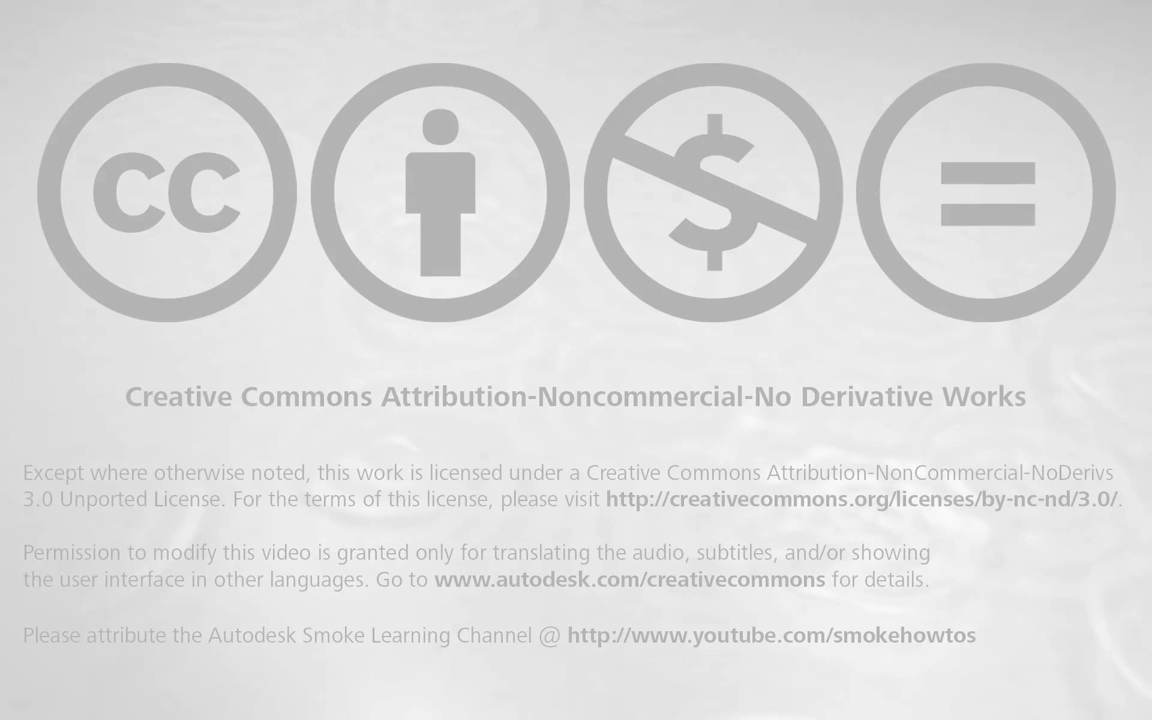 cc
$
=
Creative Commons Attribution-Noncommercial-No Derivative Works
Except where otherwise noted, this work is licensed under a Creative Commons Attribution-NonCommercial-NoDerivs
3.0 Unported License. For the terms of this license, please visit http://creativecommons.org/licenses/by-nc-nd/3.0/.
Permission to modify this video is granted only for translating the audio, subtitles, and/or showing
the user interface in other languages. Go to www.autodesk.com/creativecommons for details.
Please attribute the Autodesk Smoke Learning Channel @ http://www.youtube.com/smokehowtos